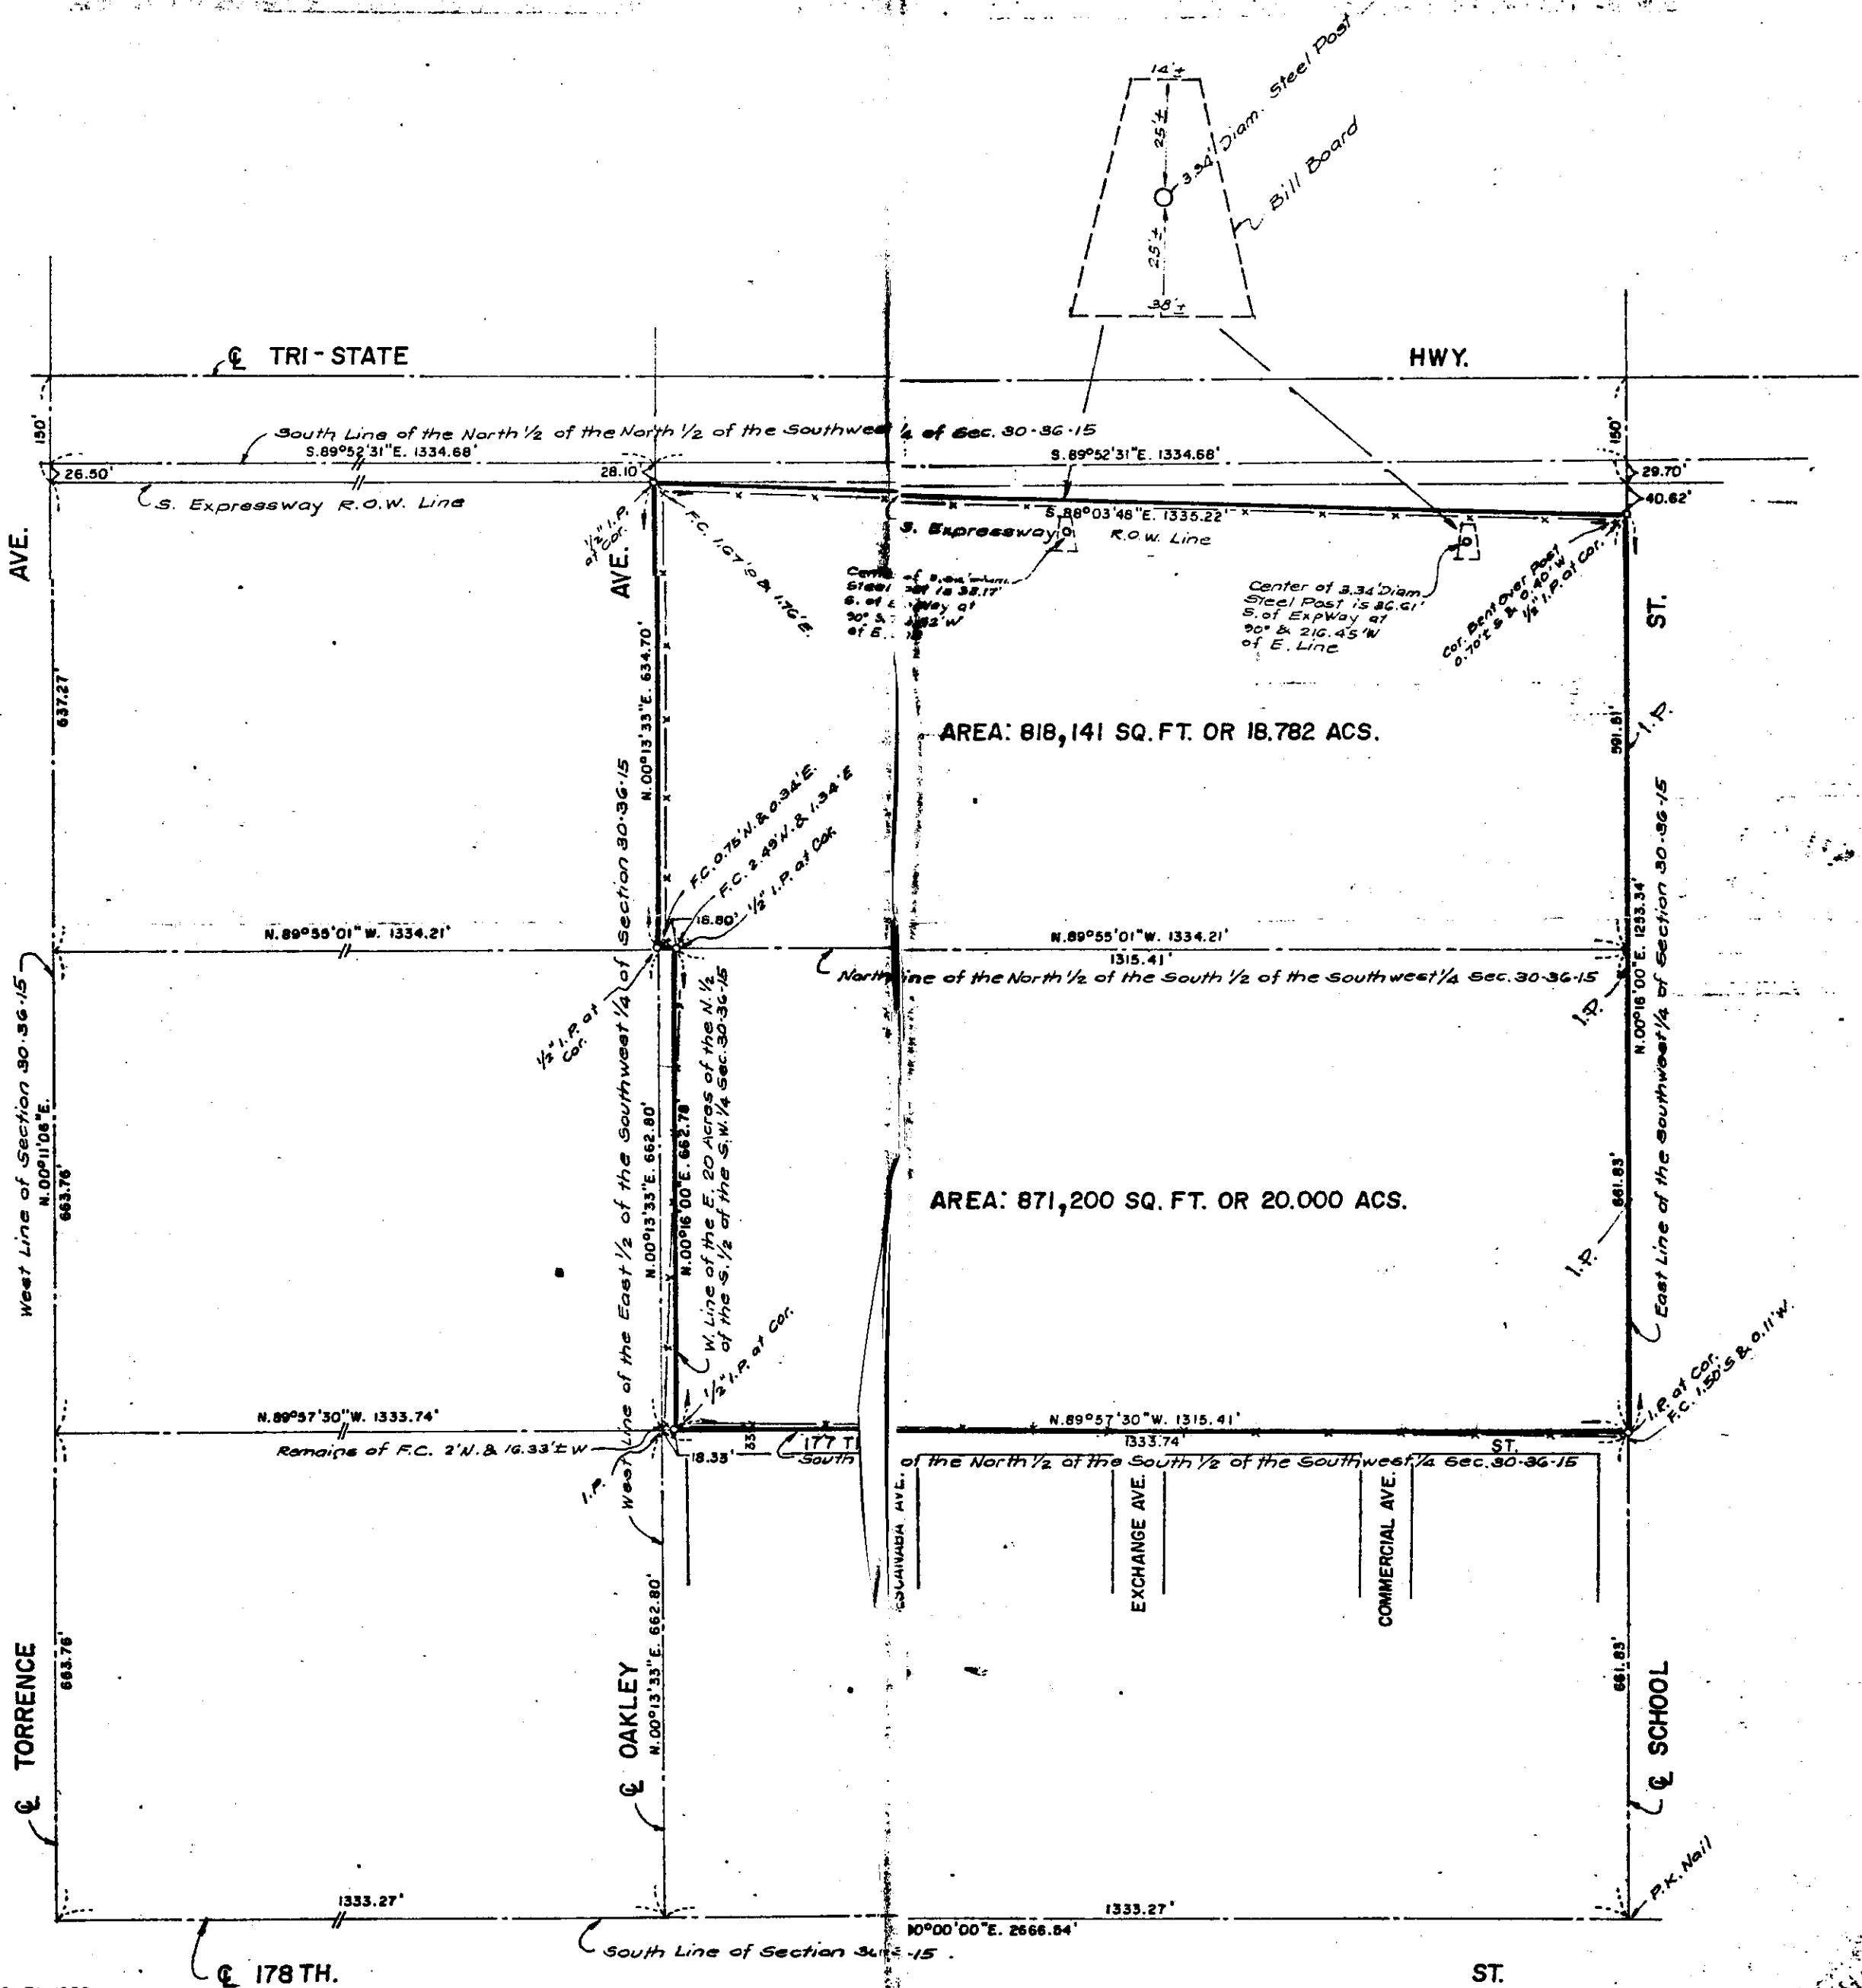 14'±
25'±
3.34' Diam. Steel Post
Bill Board
25'±
38'±
℄ TRI-STATE
HWY.
150'
South Line of the North 1/2 of the North 1/2 of the Southwest 1/4 of Sec. 30-36-15
150'
S.89°52'31"E. 1334.68'
S.89°52'31"E. 1334.68'
26.50'
28.10'
29.70'
S. Expressway R.O.W. Line
40.62'
S.88°03'48"E. 1335.22'
S. Expressway R.O.W. Line
1/2" I.P.
at Cor.
F.C. 1.67'S & 1.76'E.
AVE.
AVE.
ST.
Steel
is 38.17'
S. of
at
90° &
of E.
Center of 3.34' Diam.
Steel Post is 36.61'
S. of ExpWay at
90° & 216.45'W
of E. Line
Cor. Bent Over Post
0.70'± S & 0.40'W
1/2" I.P. at Cor.
637.27'
N.00°13'33"E. 634.70'
591.51'
I.P.
AREA: 818,141 SQ. FT. OR 18.782 ACS.
F.C. 0.75'N. & 0.34'E.
F.C. 2.49'N. & 1.34'E
1/2" I.P. at Cor.
18.80'
N.89°55'01"W. 1334.21'
N.89°55'01"W. 1334.21'
1315.41'
North Line of the North 1/2 of the South 1/2 of the Southwest 1/4 Sec. 30-36-15
I.P.
1/2" I.P. at
Cor.
West Line of Section 30-36-15
N.00°11'06"E.
663.76'
West Line of the East 1/2 of the Southwest 1/4 of Section 30-36-15
N.00°13'33"E. 662.80'
N.00°16'00"E. 662.78'
W. Line of the E. 20 Acres of the N. 1/2
of the S. 1/2 of the S.W. 1/4 Sec. 30-36-15
N.00°16'00"E. 1253.34'
East Line of the Southwest 1/4 of Section 30-36-15
661.83'
AREA: 871,200 SQ. FT. OR 20.000 ACS.
I.P.
1/2" I.P. at Cor.
I.P. at Cor.
F.C. 1.50'S & 0.11'W.
N.89°57'30"W. 1333.74'
N.89°57'30"W. 1315.41'
1333.74'
Remains of F.C. 2'N. & 16.33'± W
18.33'
33
177 T
ST.
South
of the North 1/2 of the South 1/2 of the Southwest 1/4 Sec. 30-36-15
I.P.
ESCANABA AVE.
EXCHANGE AVE.
COMMERCIAL AVE.
663.76'
N.00°13'33"E. 662.80'
661.83'
℄ TORRENCE
℄ OAKLEY
℄ SCHOOL
P.K. Nail
1333.27'
1333.27'
00°00'00"E. 2666.54'
South Line of Section -15.
℄ 178TH.
ST.